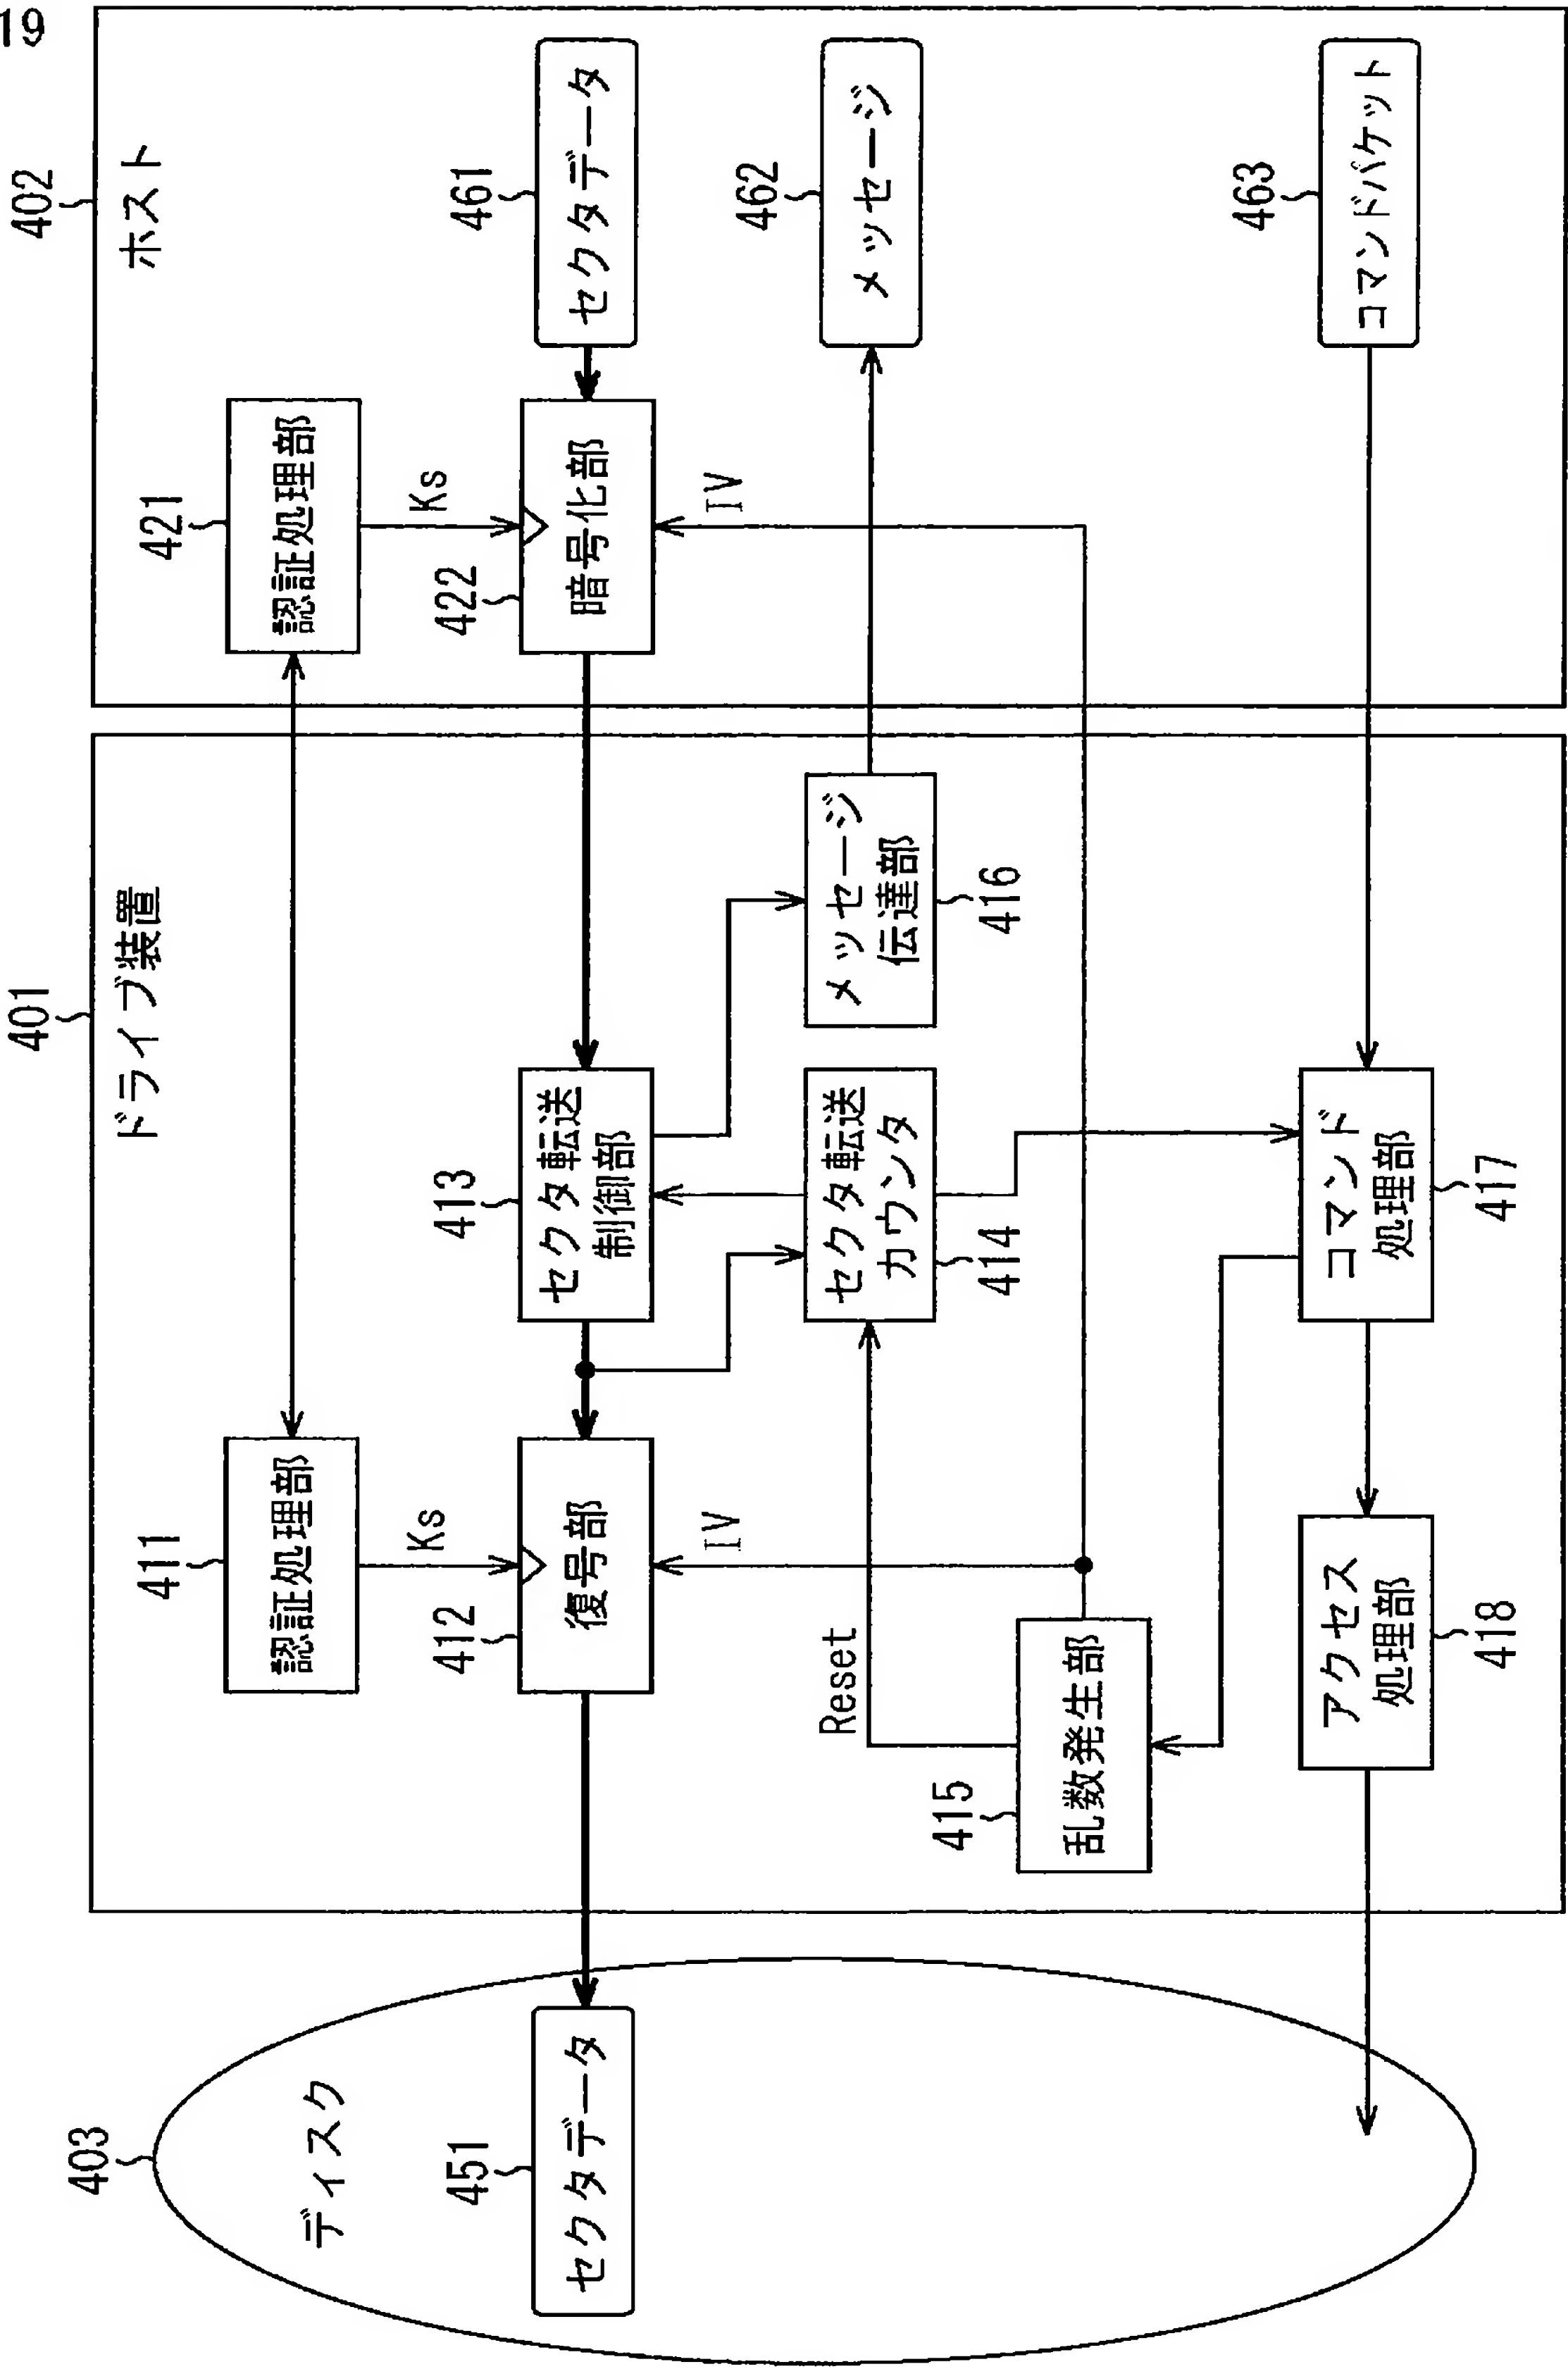 19
403
ディスク
451
セクタデータ
401
ドライブ装置
411
認証処理部
Ks
412
復号部
IV
413
セクタ転送
制御部
414
セクタ転送
カウンタ
Reset
415
乱数発生部
416
メッセージ
伝達部
417
コマンド
処理部
418
アクセス
処理部
402
ホスト
421
認証処理部
Ks
422
暗号化部
IV
461
セクタデータ
462
メッセージ
463
コマンドパケット